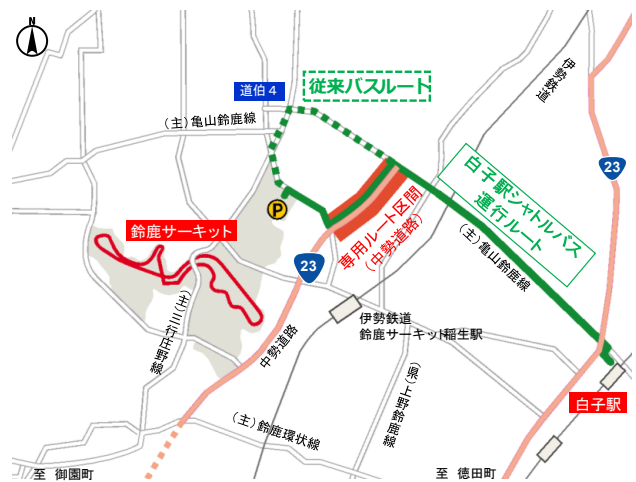 N
従来バスルート
道伯4
(主)亀山鈴鹿線
伊勢鉄道
23
白子駅シャトルバス
運行ルート
P
鈴鹿サーキット
専用ルート区間
(中勢道路)
(主)亀山鈴鹿線
23
(主)三行庄野線
中勢道路
伊勢鉄道
鈴鹿サーキット稲生駅
(県)上野鈴鹿線
白子駅
(主)鈴鹿環状線
至 御園町
至 徳田町